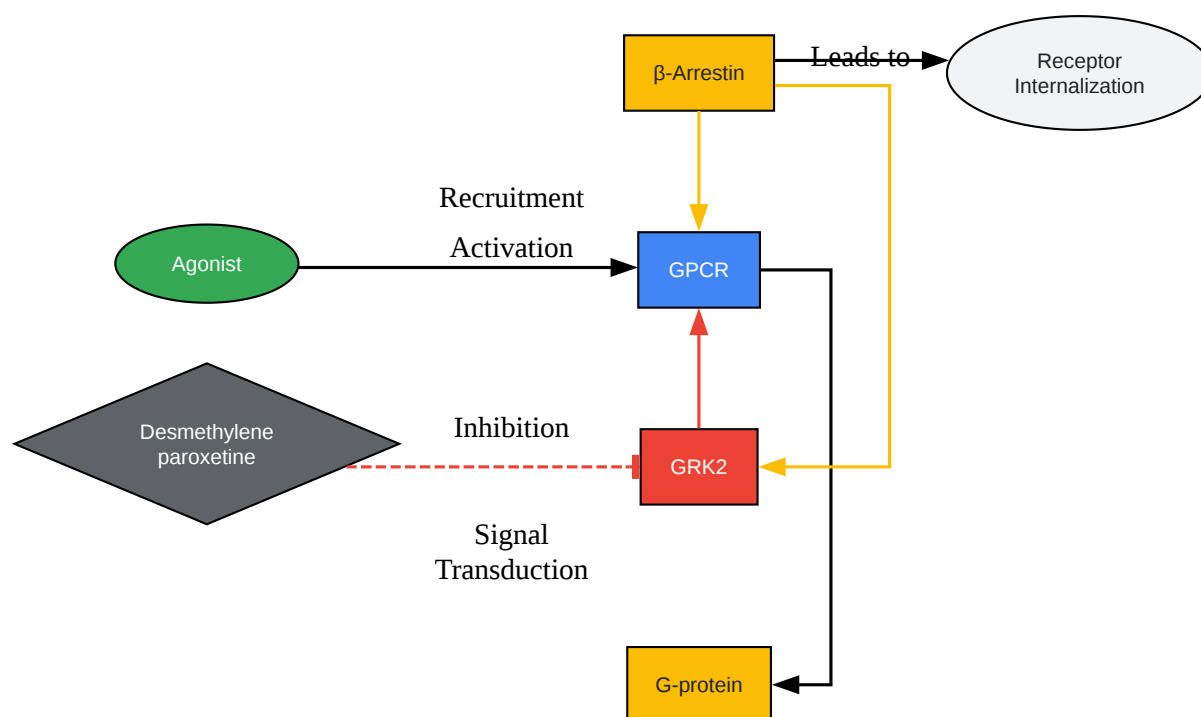 β-Arrestin
Leads to
Receptor
Internalization
Recruitment
Activation
Agonist
GPCR
Desmethylene
paroxetine
Inhibition
GRK2
Signal
Transduction
G-protein